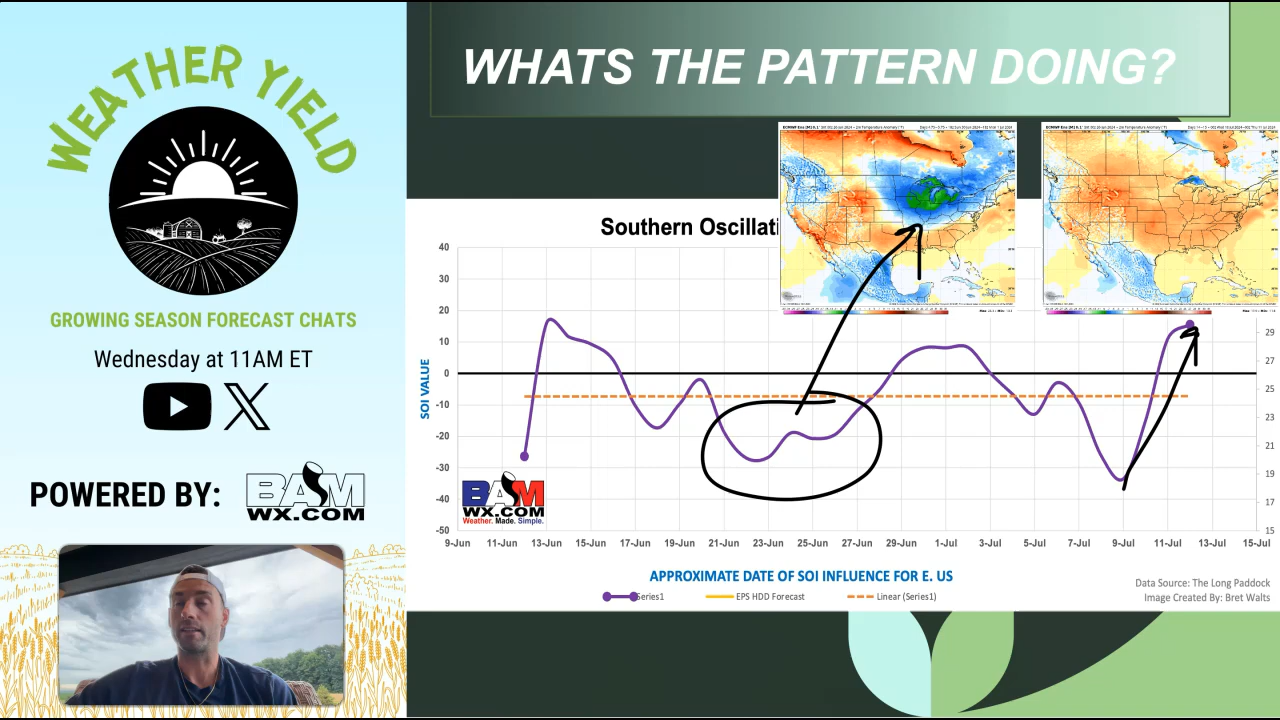 WEATHER YIELD
GROWING SEASON FORECAST CHATS
Wednesday at 11AM ET
POWERED BY:
BAM
WX.COM
WHATS THE PATTERN DOING?
Southern Oscillati
40
30
20
10
0
-10
-20
-30
-40
-50
SOI VALUE
29
27
25
23
21
19
17
15
9-Jun 11-Jun 13-Jun 15-Jun 17-Jun 19-Jun 21-Jun 23-Jun 25-Jun 27-Jun 29-Jun 1-Jul 3-Jul 5-Jul 7-Jul 9-Jul 11-Jul 13-Jul 15-Jul
BAM
WX.COM
Weather. Made. Simple.
APPROXIMATE DATE OF SOI INFLUENCE FOR E. US
Series1 EPS HDD Forecast Linear (Series1)
Data Source: The Long Paddock
Image Created By: Bret Walts